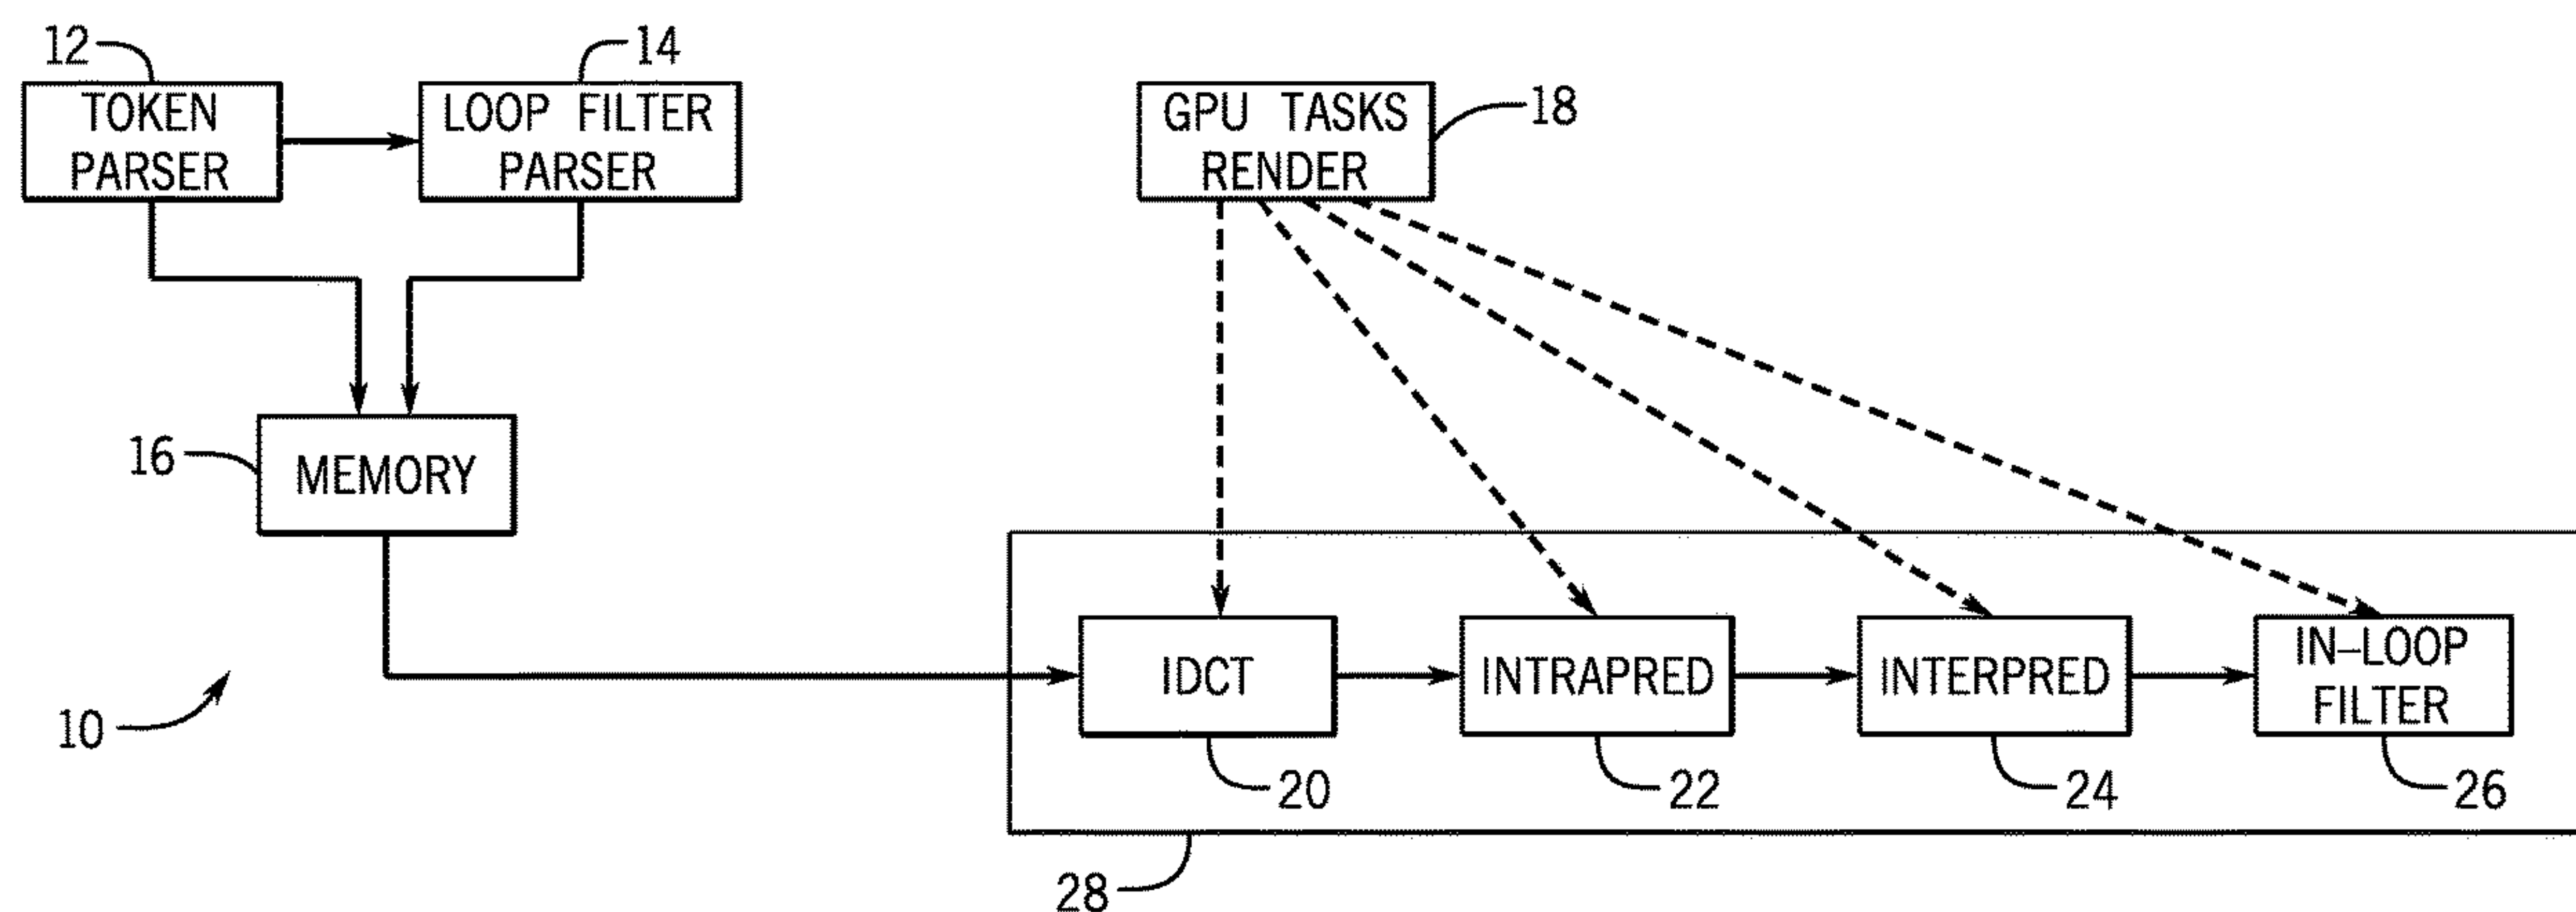 12
14
TOKEN
PARSER
LOOP FILTER
PARSER
GPU TASKS
RENDER
18
16
MEMORY
10
IDCT
INTRAPRED
INTERPRED
IN-LOOP
FILTER
20
22
24
26
28